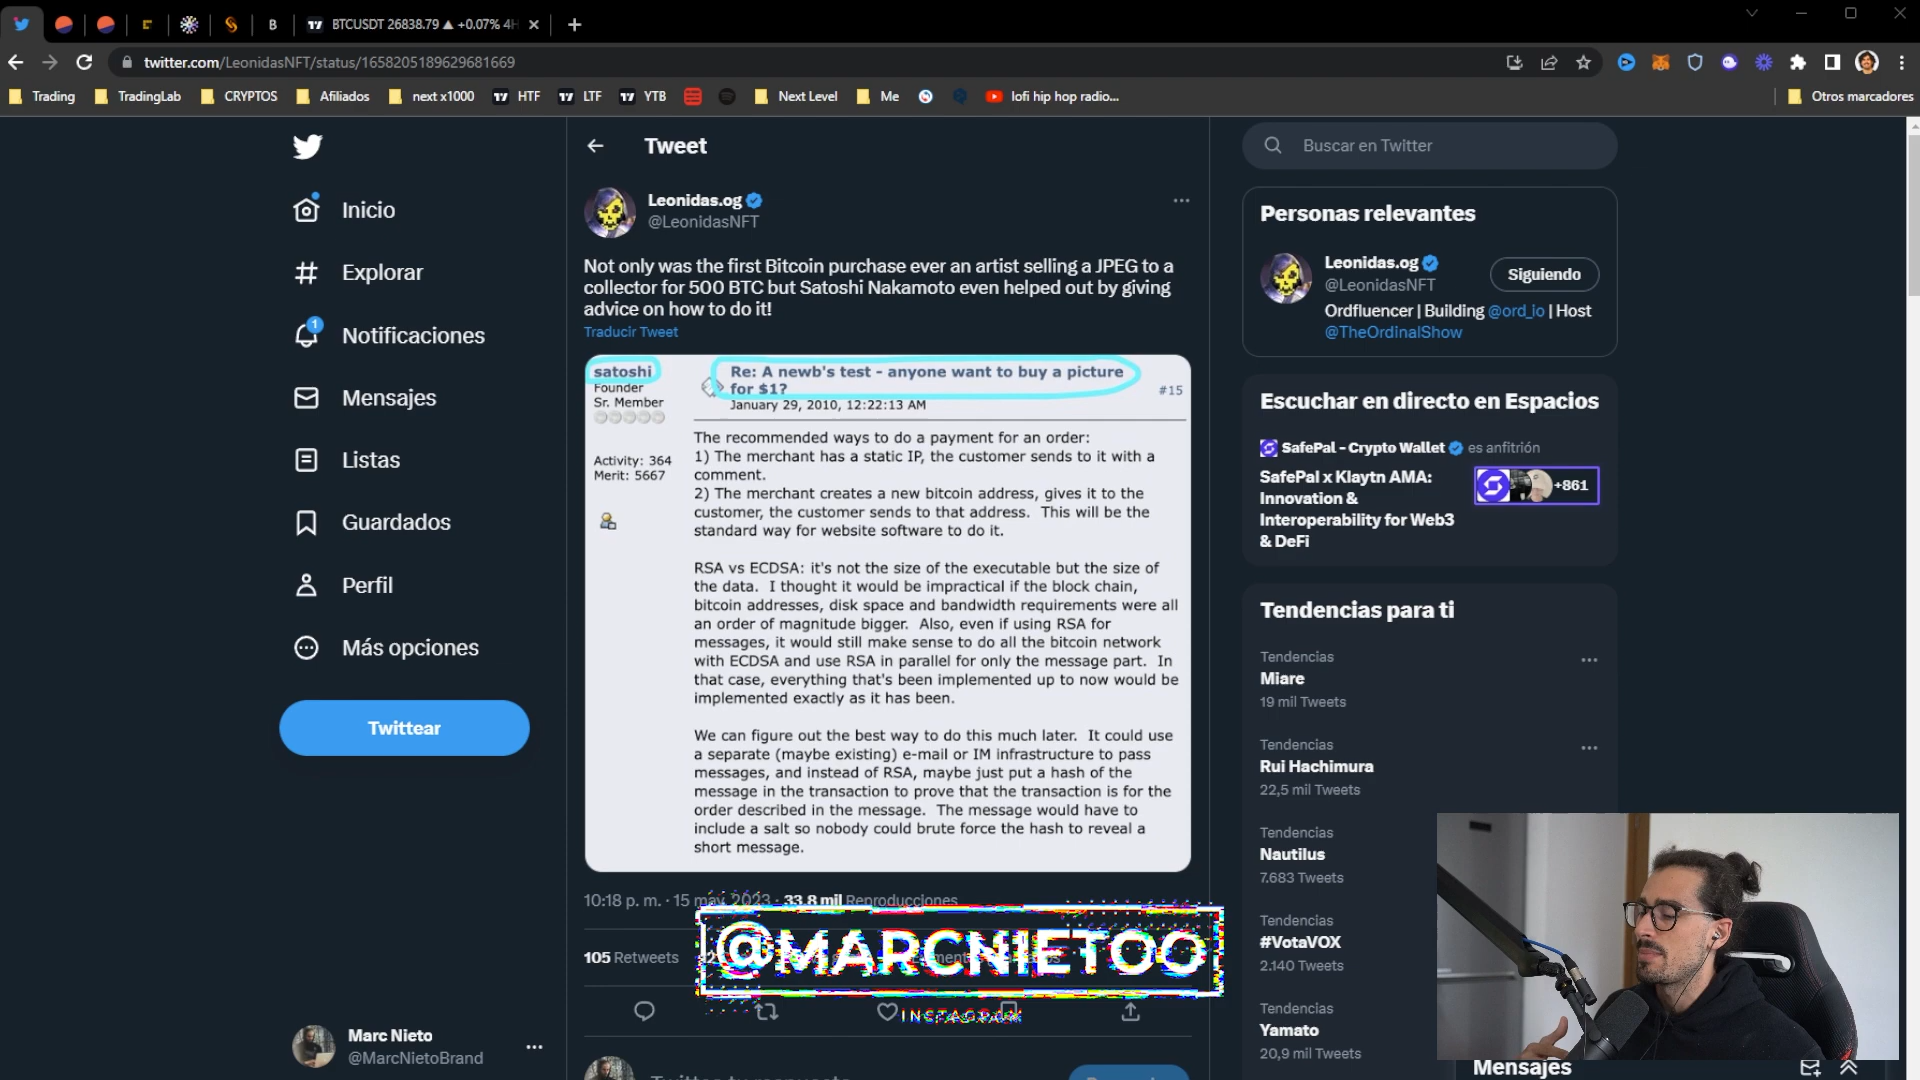 BTCUSDT 26838.79 ▲ +0.07% 4H
twitter.com/LeonidasNFT/status/1658205189629681669
Trading
TradingLab
CRYPTOS
Afiliados
next x1000
HTF
LTF
YTB
Next Level
Me
lofi hip hop radio...
Otros marcadores
Inicio
Explorar
1
Notificaciones
Mensajes
Listas
Guardados
Perfil
Más opciones
Twittear
Marc Nieto
@MarcNietoBrand
Tweet
Leonidas.og
@LeonidasNFT
Not only was the first Bitcoin purchase ever an artist selling a JPEG to a
collector for 500 BTC but Satoshi Nakamoto even helped out by giving
advice on how to do it!
Traducir Tweet
satoshi
Founder
Sr. Member
Activity: 364
Merit: 5667
Re: A newb's test - anyone want to buy a picture
for $1?
January 29, 2010, 12:22:13 AM
#15
The recommended ways to do a payment for an order:
1) The merchant has a static IP, the customer sends to it with a
comment.
2) The merchant creates a new bitcoin address, gives it to the
customer, the customer sends to that address.  This will be the
standard way for website software to do it.
RSA vs ECDSA: it's not the size of the executable but the size of
the data.  I thought it would be impractical if the block chain,
bitcoin addresses, disk space and bandwidth requirements were all
an order of magnitude bigger.  Also, even if using RSA for
messages, it would still make sense to do all the bitcoin network
with ECDSA and use RSA in parallel for only the message part.  In
that case, everything that's been implemented up to now would be
implemented exactly as it has been.
We can figure out the best way to do this much later.  It could use
a separate (maybe existing) e-mail or IM infrastructure to pass
messages, and instead of RSA, maybe just put a hash of the
message in the transaction to prove that the transaction is for the
order described in the message.  The message would have to
include a salt so nobody could brute force the hash to reveal a
short message.
10:18 p. m. · 15 may. 2023 · 33,8 mil Reproducciones
105 Retweets
@MARCNIETOO
INSTAGRAM
Buscar en Twitter
Personas relevantes
Leonidas.og
@LeonidasNFT
Siguiendo
Ordfluencer | Building @ord_io | Host
@TheOrdinalShow
Escuchar en directo en Espacios
SafePal - Crypto Wallet es anfitrión
SafePal x Klaytn AMA:
Innovation &
Interoperability for Web3
& DeFi
+861
Tendencias para ti
Tendencias
Miare
19 mil Tweets
Tendencias
Rui Hachimura
22,5 mil Tweets
Tendencias
Nautilus
7.683 Tweets
Tendencias
#VotaVOX
2.140 Tweets
Tendencias
Yamato
20,9 mil Tweets
Mensajes